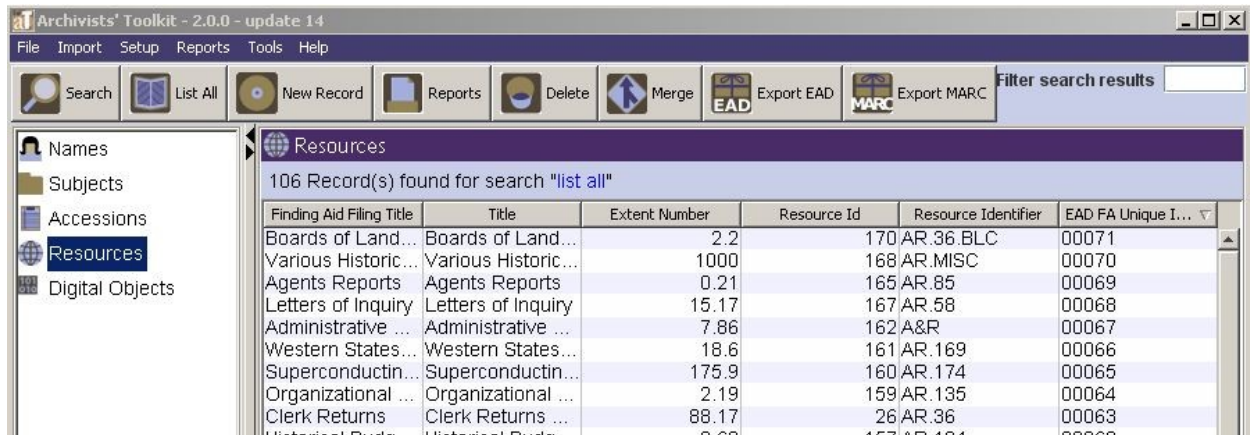 Archivists' Toolkit - 2.0.0 - update 14
File Import Setup Reports Tools Help
Search List All New Record Reports Delete Merge EAD Export EAD MARC Export MARC Filter search results
Names
Subjects
Accessions
Resources
Digital Objects
Resources
106 Record(s) found for search "list all"
Finding Aid Filing Title Title Extent Number Resource Id Resource Identifier EAD FA Unique I...
Boards of Land... Boards of Land... 2.2 170 AR.36.BLC 00071
Various Historic... Various Historic... 1000 168 AR.MISC 00070
Agents Reports Agents Reports 0.21 165 AR.85 00069
Letters of Inquiry Letters of Inquiry 15.17 167 AR.58 00068
Administrative ... Administrative ... 7.86 162 A&R 00067
Western States... Western States... 18.6 161 AR.169 00066
Superconductin... Superconductin... 175.9 160 AR.174 00065
Organizational ... Organizational ... 2.19 159 AR.135 00064
Clerk Returns Clerk Returns ... 88.17 26 AR.36 00063